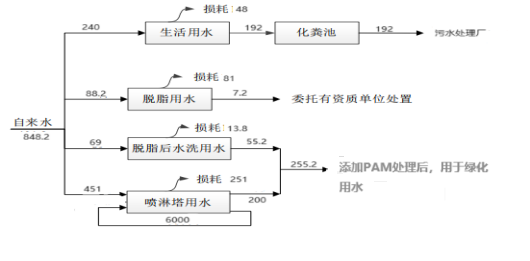 损耗: 48
240
生活用水
192
化粪池
192
污水处理厂
损耗 81
88.2
脱脂用水
7.2
委托有资质单位处置
自来水
848.2
损耗: 13.8
69
脱脂后水洗用水
55.2
255.2
添加PAM处理后，用于绿化
用水
损耗 251
451
喷淋塔用水
200
6000